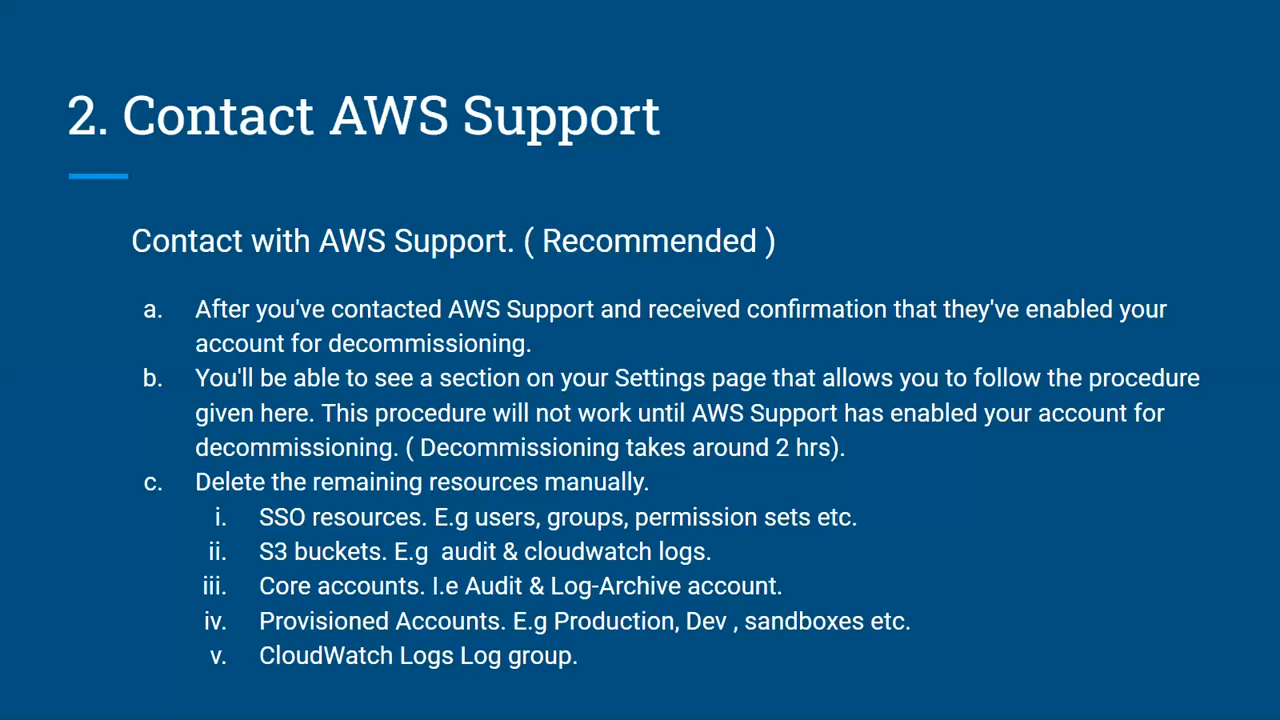 2. Contact AWS Support
Contact with AWS Support. ( Recommended )
a. After you've contacted AWS Support and received confirmation that they've enabled your
account for decommissioning.
b. You'll be able to see a section on your Settings page that allows you to follow the procedure
given here. This procedure will not work until AWS Support has enabled your account for
decommissioning. ( Decommissioning takes around 2 hrs).
c. Delete the remaining resources manually.
i. SSO resources. E.g users, groups, permission sets etc.
ii. S3 buckets. E.g  audit & cloudwatch logs.
iii. Core accounts. I.e Audit & Log-Archive account.
iv. Provisioned Accounts. E.g Production, Dev , sandboxes etc.
v. CloudWatch Logs Log group.